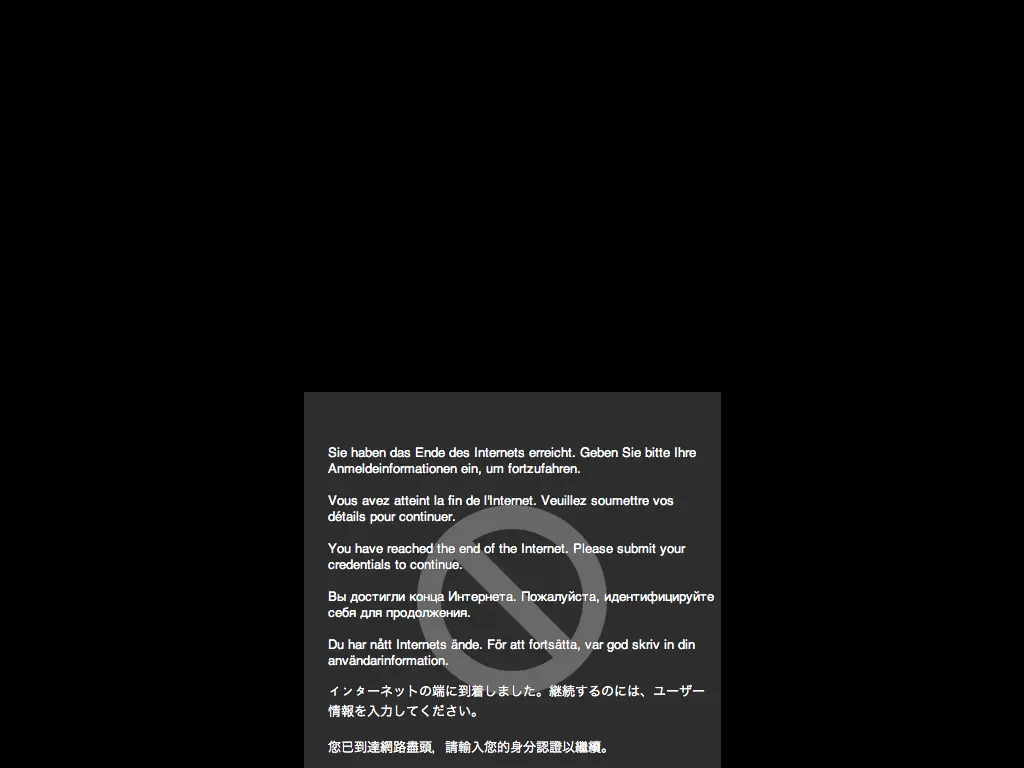 Sie haben das Ende des Internets erreicht. Geben Sie bitte Ihre
Anmeldeinformationen ein, um fortzufahren.
Vous avez atteint la fin de l'Internet. Veuillez soumettre vos
détails pour continuer.
You have reached the end of the Internet. Please submit your
credentials to continue.
Вы достигли конца Интернета. Пожалуйста, идентифицируйте
себя для продолжения.
Du har nått Internets ände. För att fortsätta, var god skriv in din
användarinformation.
インターネットの端に到着しました。継続するのには、ユーザー
情報を入力してください。
您已到達網路盡頭，請輸入您的身分認證以繼續。